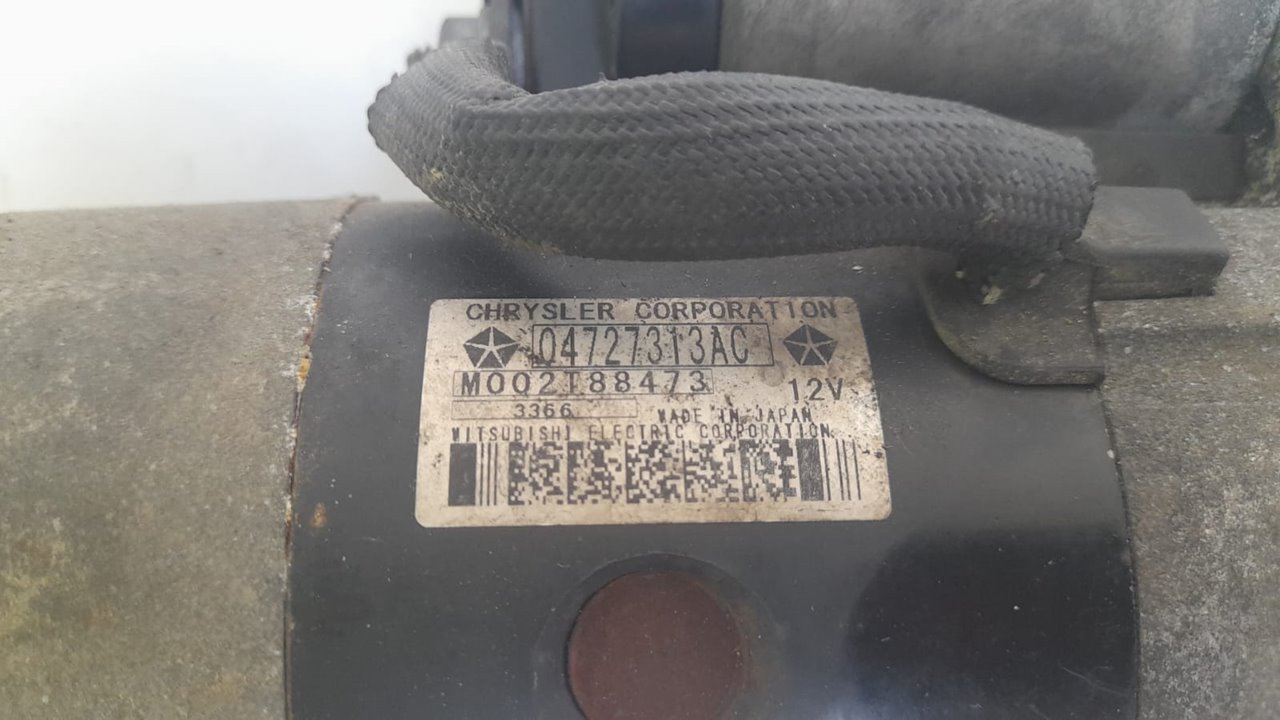 CHRYSLER CORPORATION
04727313AC
M002T88473 12V
3366 MADE IN JAPAN
MITSUBISHI ELECTRIC CORPORATION